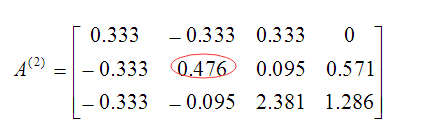 0.333 − 0.333 0.333 0
A(2) = − 0.333 0.476 0.095 0.571
− 0.333 − 0.095 2.381 1.286